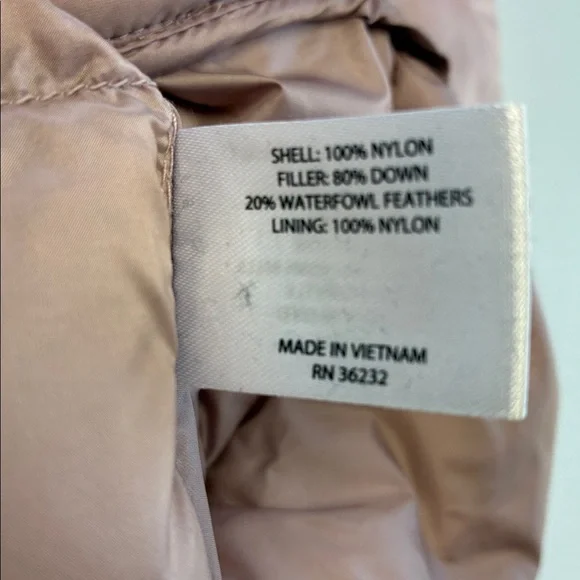 SHELL: 100% NYLON
FILLER: 80% DOWN
20% WATERFOWL FEATHERS
LINING: 100% NYLON
MADE IN VIETNAM
RN 36232